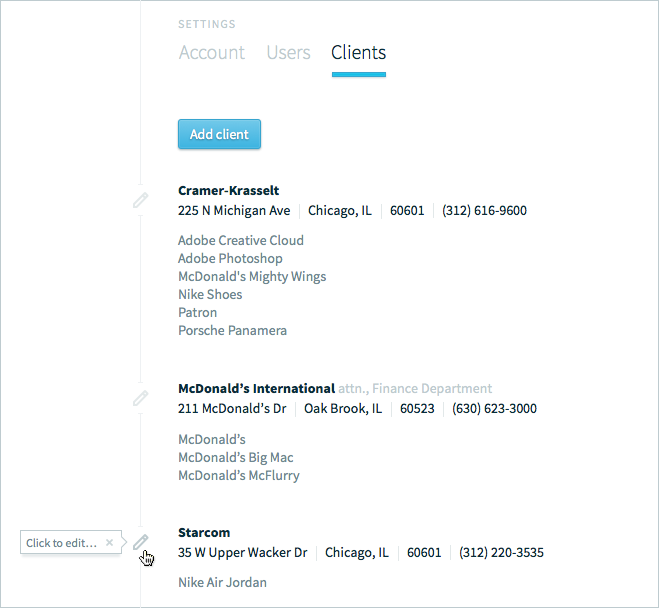 SETTINGS
Account Users Clients
Add client
Cramer-Krasselt
225 N Michigan Ave Chicago, IL 60601 (312) 616-9600
Adobe Creative Cloud
Adobe Photoshop
McDonald's Mighty Wings
Nike Shoes
Patron
Porsche Panamera
McDonald’s International attn., Finance Department
211 McDonald’s Dr Oak Brook, IL 60523 (630) 623-3000
McDonald’s
McDonald’s Big Mac
McDonald’s McFlurry
Starcom
Click to edit... ×
35 W Upper Wacker Dr Chicago, IL 60601 (312) 220-3535
Nike Air Jordan